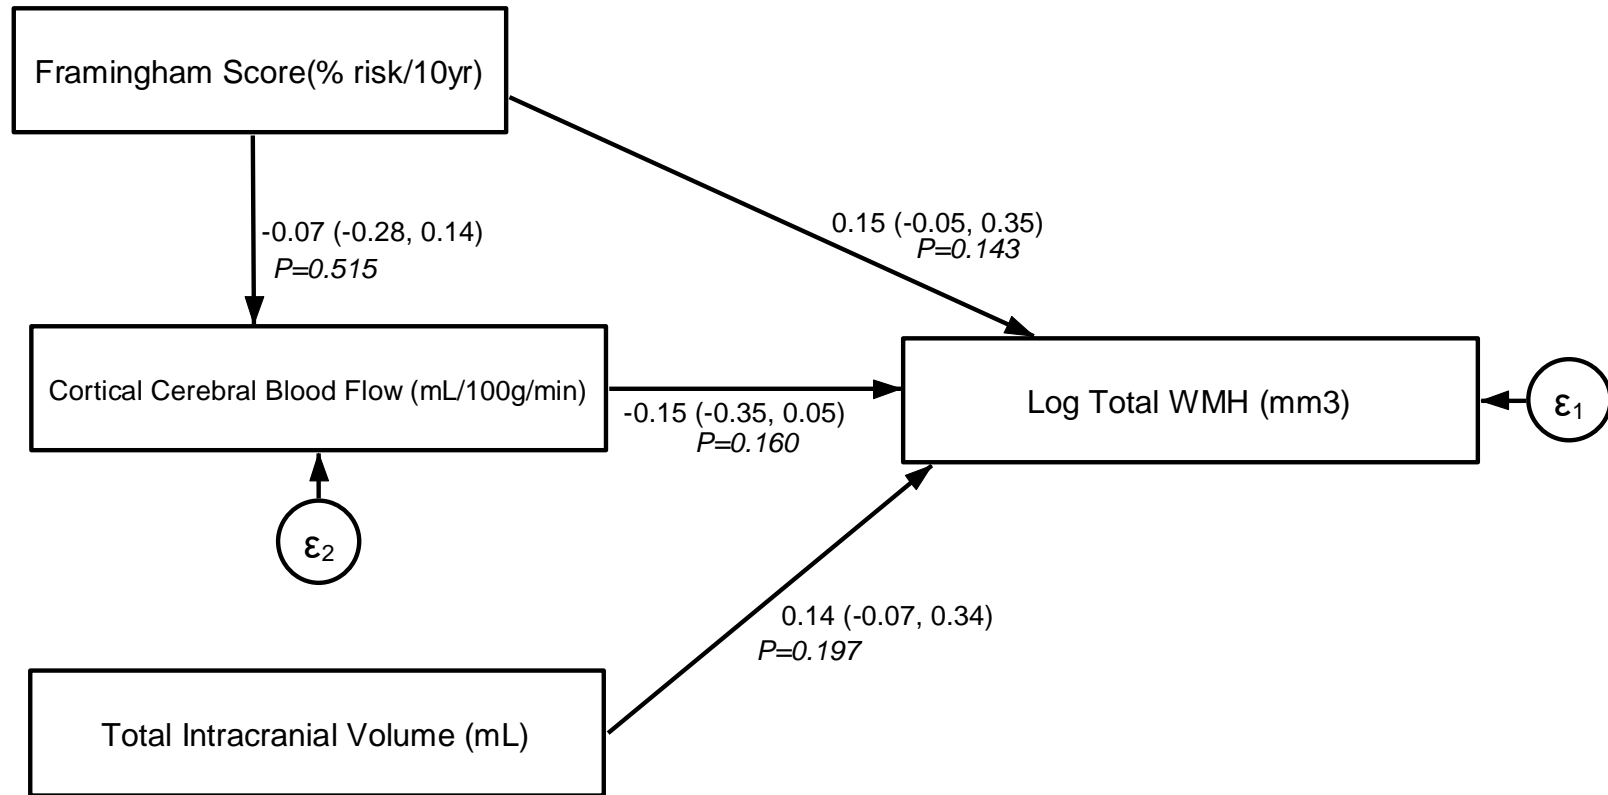 Framingham Score(% risk/10yr)
-0.07 (-0.28, 0.14)
P=0.515
0.15 (-0.05, 0.35)
P=0.143
Cortical Cerebral Blood Flow (mL/100g/min)
-0.15 (-0.35, 0.05)
P=0.160
Log Total WMH (mm3)
ε1
ε2
0.14 (-0.07, 0.34)
P=0.197
Total Intracranial Volume (mL)